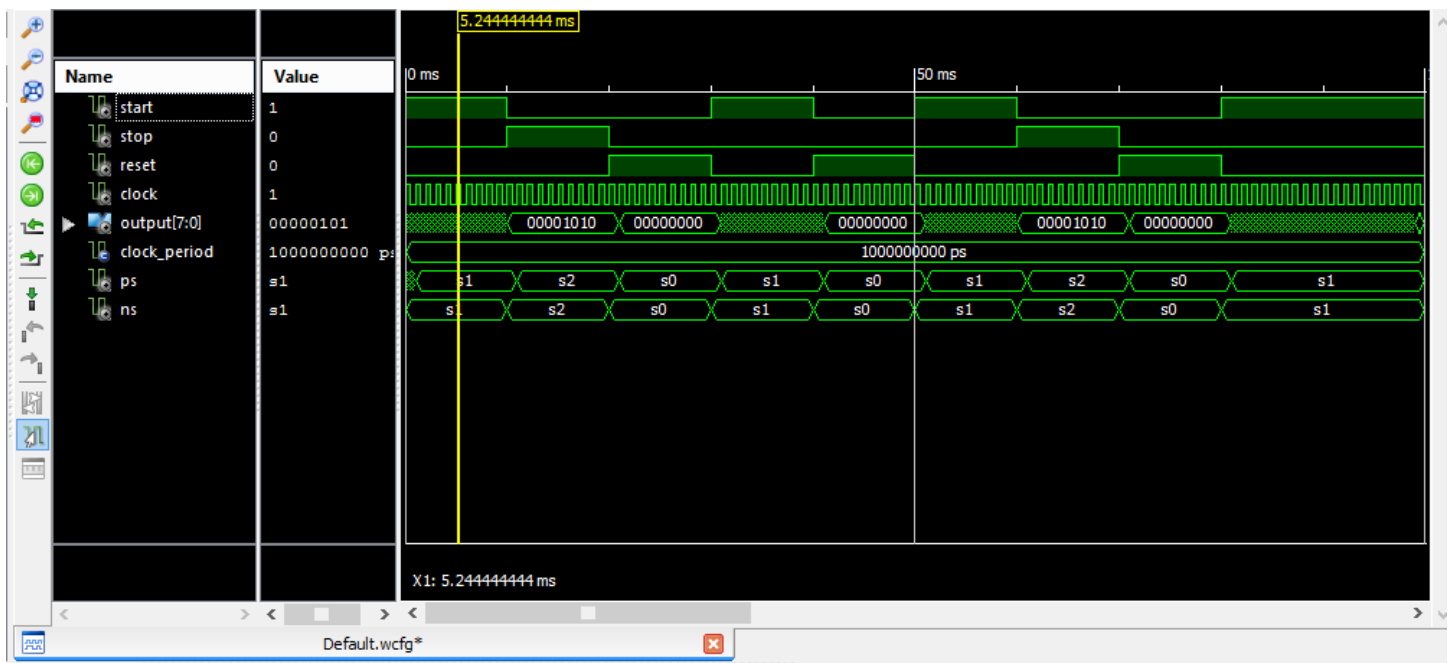 5.244444444 ms
Name Value |0 ms |50 ms
start 1
stop 0
reset 0
clock 1
output[7:0] 00000101 00001010 00000000 00000000 00001010 00000000
clock_period 1000000000 ps 1000000000 ps
ps s1 s1 s2 s0 s1 s0 s1 s2 s0 s1
ns s1 s1 s2 s0 s1 s0 s1 s2 s0 s1
X1: 5.244444444 ms
Default.wcfg*